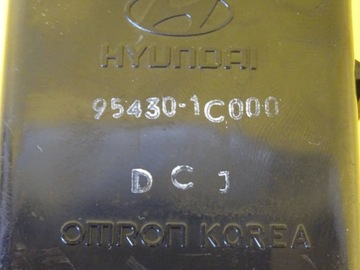 HYUNDAI
95430-1C000
D C J
OMRON KOREA